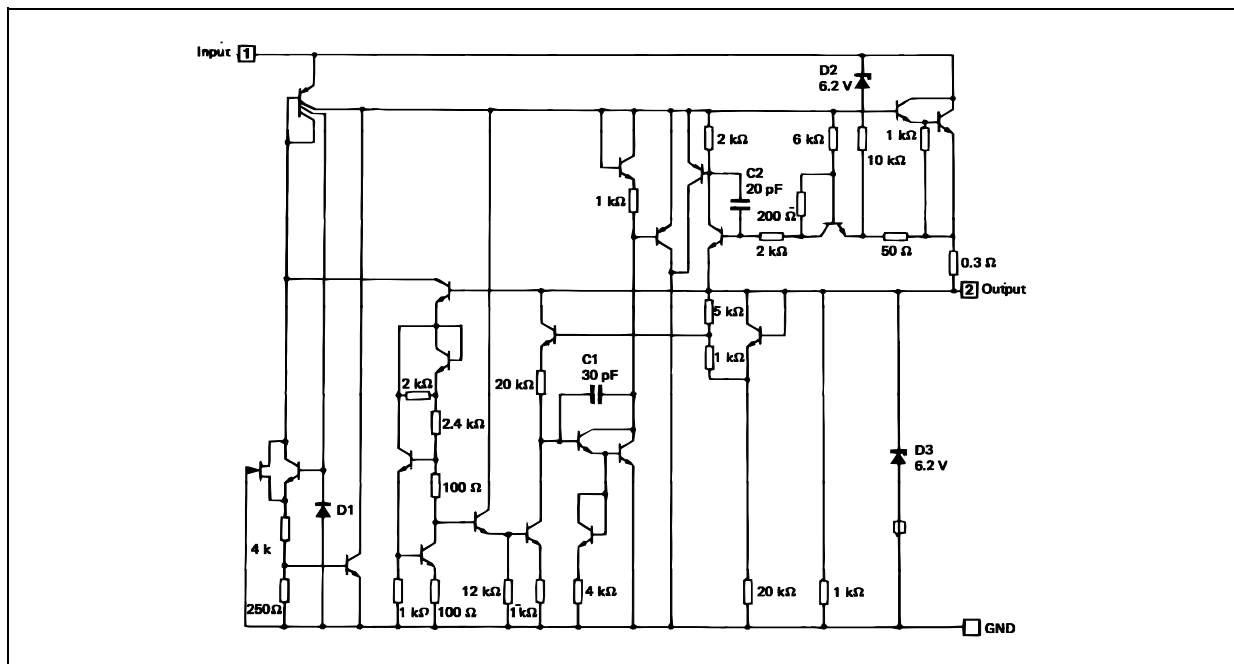 Input 1
D2
6.2 V
2 kΩ
6 kΩ
1 kΩ
10 kΩ
C2
20 pF
1 kΩ
200 Ω
2 kΩ
50 Ω
0.3 Ω
2 Output
5 kΩ
C1
30 pF
1 kΩ
2 kΩ
20 kΩ
2.4 kΩ
D3
6.2 V
100 Ω
D1
4 k
250Ω
1 kΩ
100 Ω
12 kΩ
1kΩ
4 kΩ
20 kΩ
1 kΩ
GND